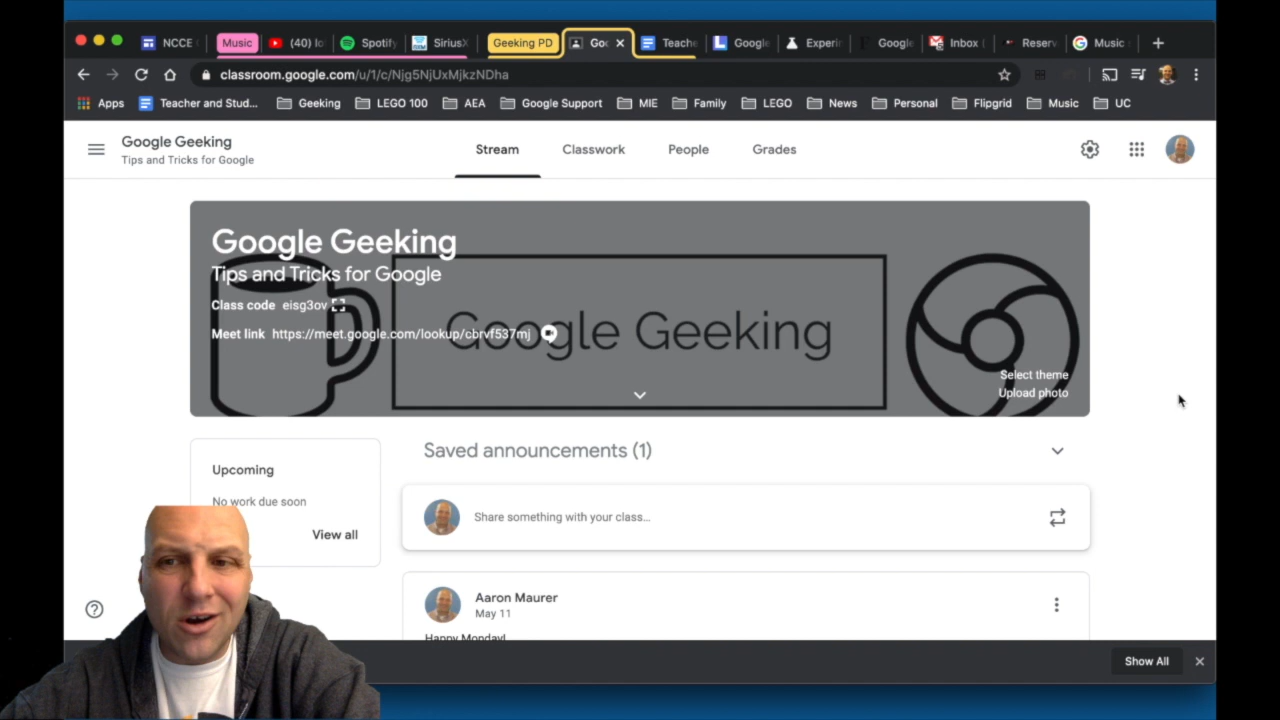 NCCE
Music
(40) lo
Spotify
SiriusX
Geeking PD
Goo
Teache
Google
Experi
Google
Inbox (
Reserv
Music
classroom.google.com/u/1/c/Njg5NjUxMjkzNDha
Apps
Teacher and Stud...
Geeking
LEGO 100
AEA
Google Support
MIE
Family
LEGO
News
Personal
Flipgrid
Music
UC
Google Geeking
Tips and Tricks for Google
Stream
Classwork
People
Grades
Google Geeking
Tips and Tricks for Google
Class code eisg3ov
Meet link https://meet.google.com/lookup/cbrvf537mj
Google Geeking
Select theme
Upload photo
Upcoming
No work due soon
View all
Saved announcements (1)
Share something with your class...
Aaron Maurer
May 11
Happy Monday!
Show All